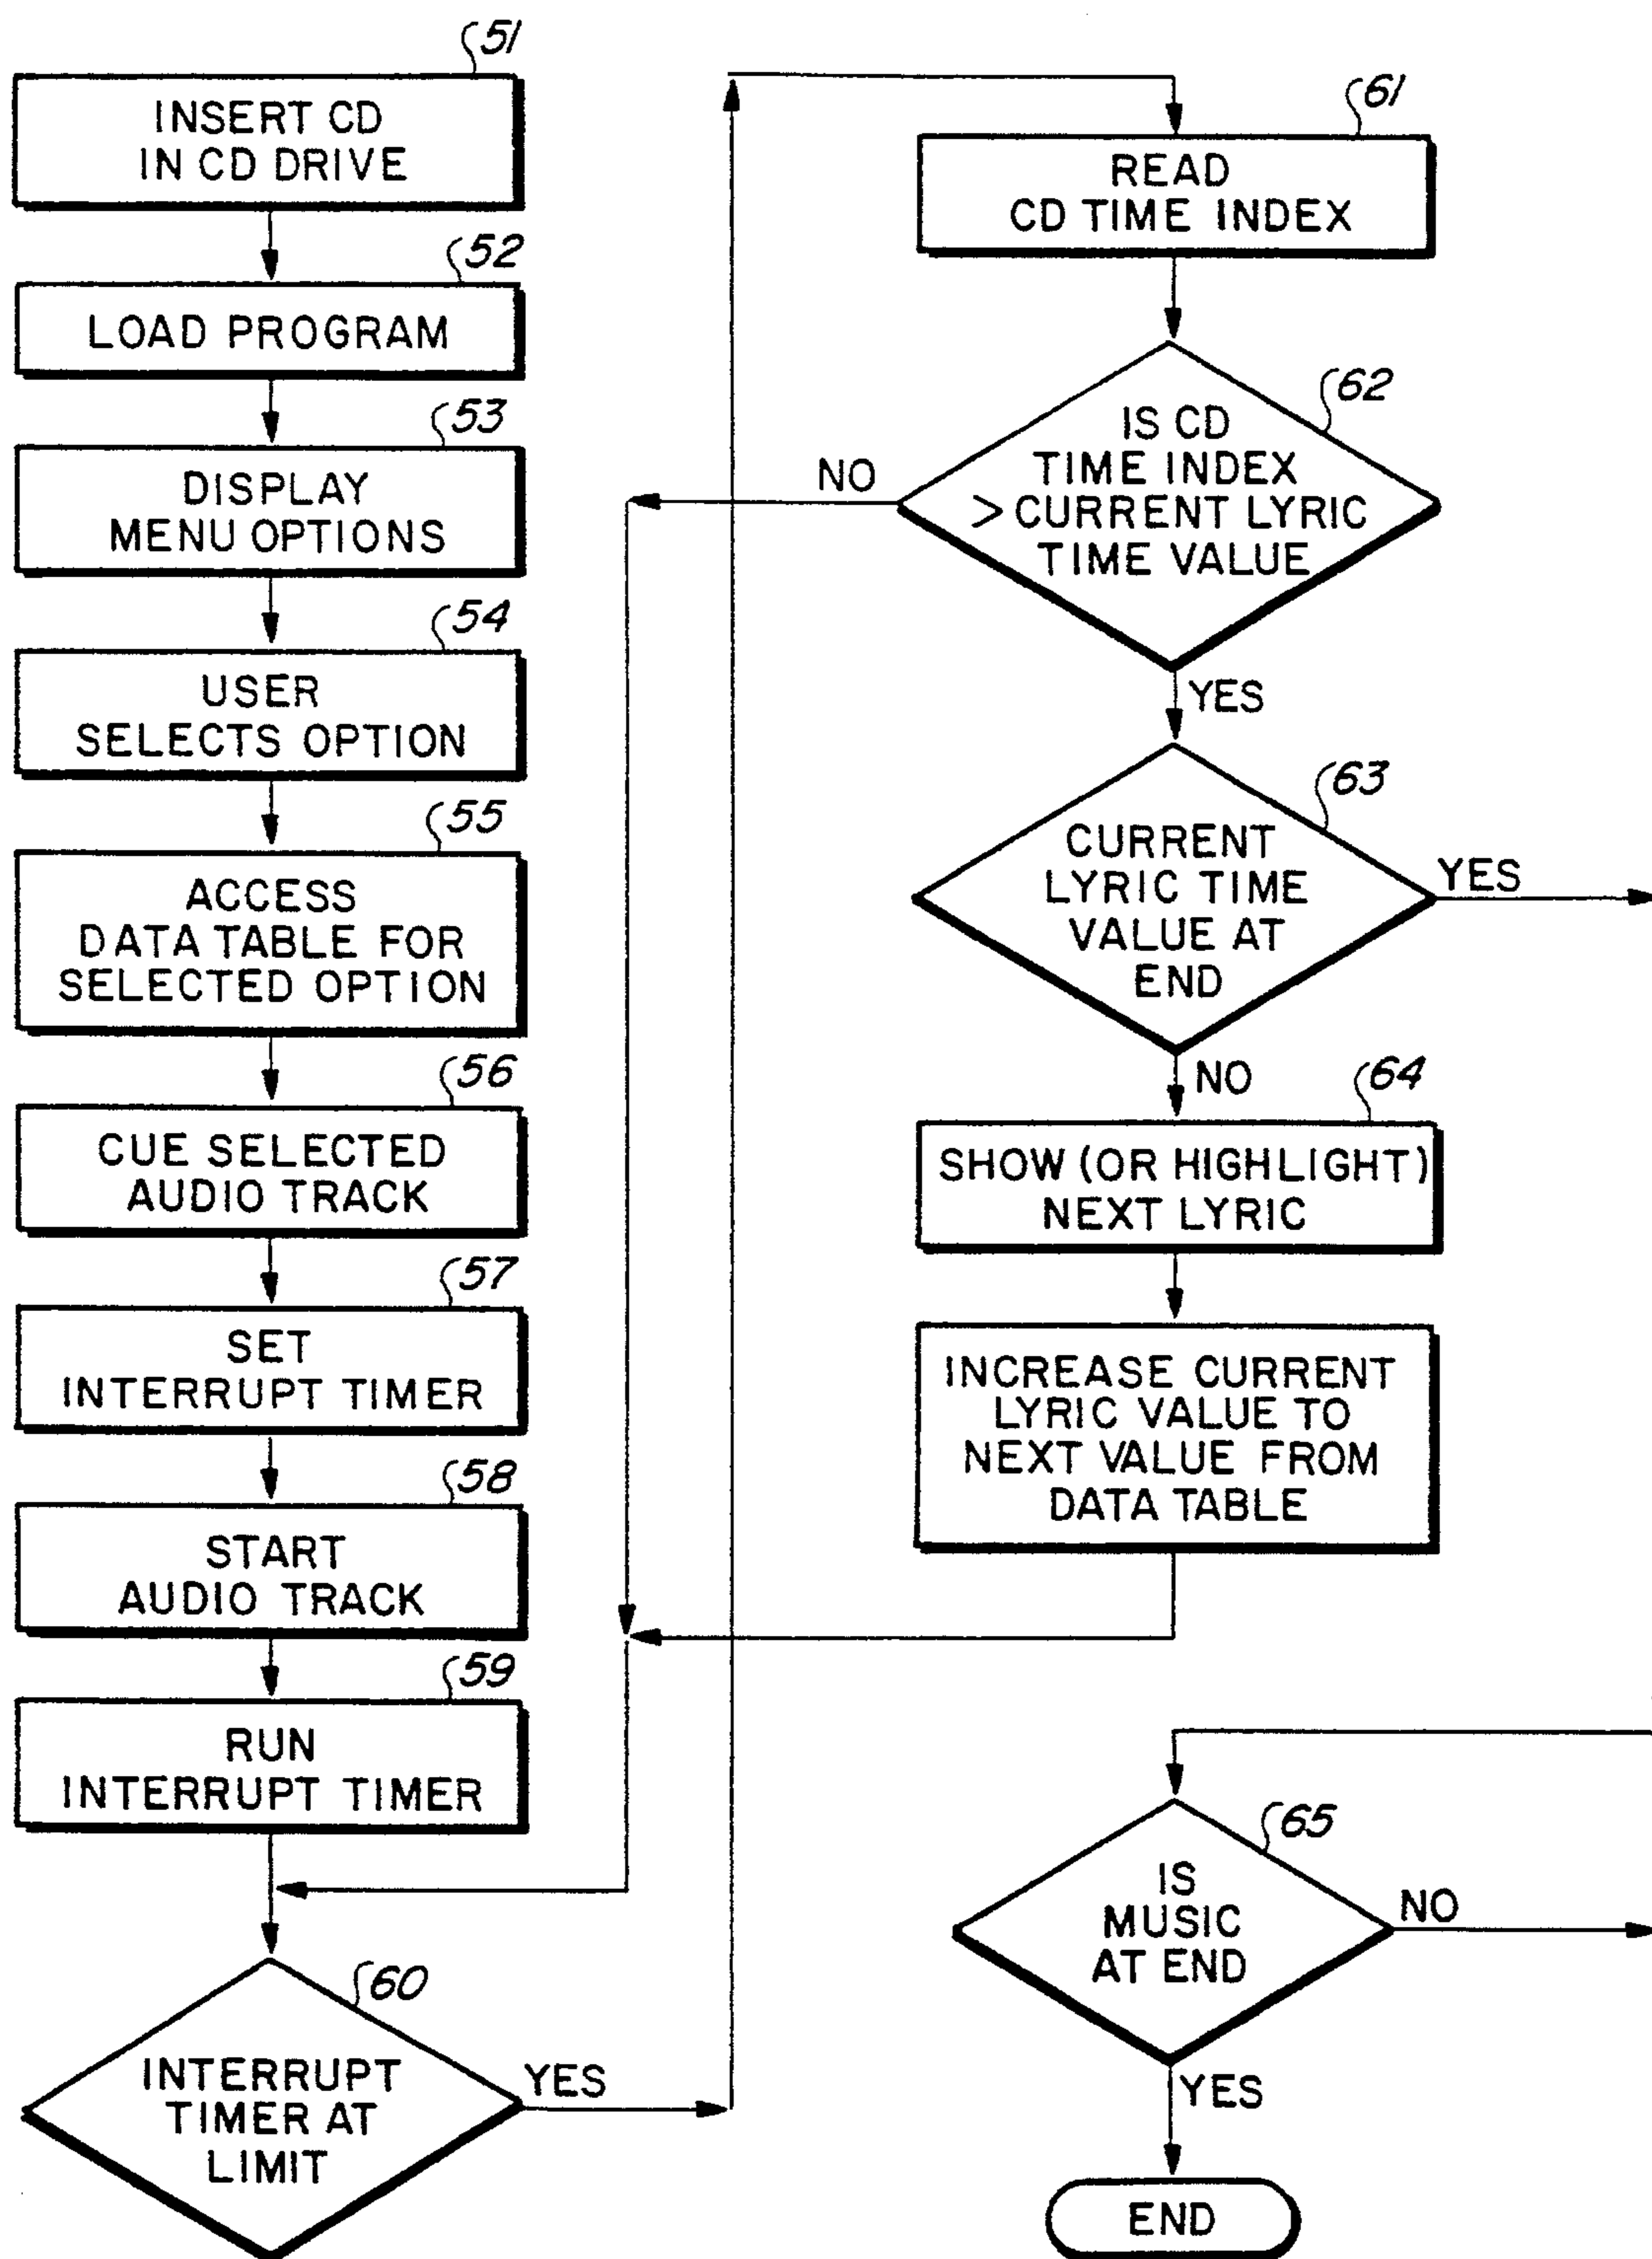 51
INSERT CD
IN CD DRIVE
52
LOAD PROGRAM
53
DISPLAY
MENU OPTIONS
54
USER
SELECTS OPTION
55
ACCESS
DATA TABLE FOR
SELECTED OPTION
56
CUE SELECTED
AUDIO TRACK
57
SET
INTERRUPT TIMER
58
START
AUDIO TRACK
59
RUN
INTERRUPT TIMER
60
INTERRUPT
TIMER AT
LIMIT
YES
61
READ
CD TIME INDEX
62
IS CD
TIME INDEX
> CURRENT LYRIC
TIME VALUE
NO
YES
63
CURRENT
LYRIC TIME
VALUE AT
END
YES
NO
64
SHOW (OR HIGHLIGHT)
NEXT LYRIC
INCREASE CURRENT
LYRIC VALUE TO
NEXT VALUE FROM
DATA TABLE
65
IS
MUSIC
AT END
NO
YES
END